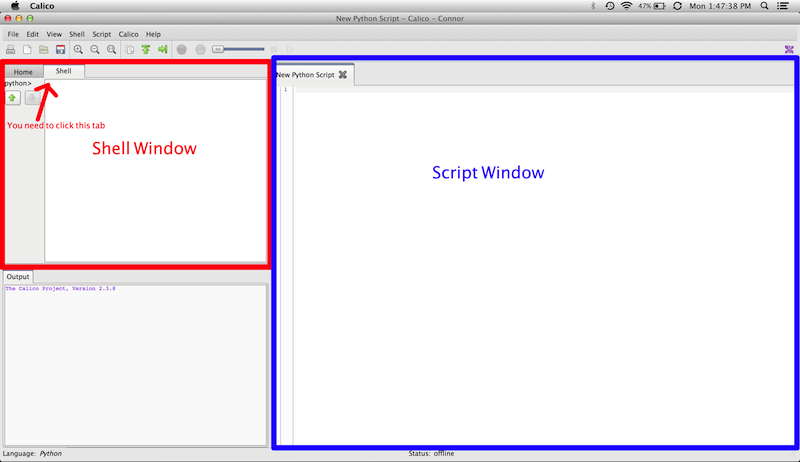 Calico
47% Mon 1:47:38 PM
New Python Script – Calico – Connor
File Edit View Shell Script Calico Help
Home Shell
python>
You need to click this tab
Shell Window
New Python Script
1
Script Window
Output
The Calico Project, Version 2.3.8
Language: Python
Status: offline